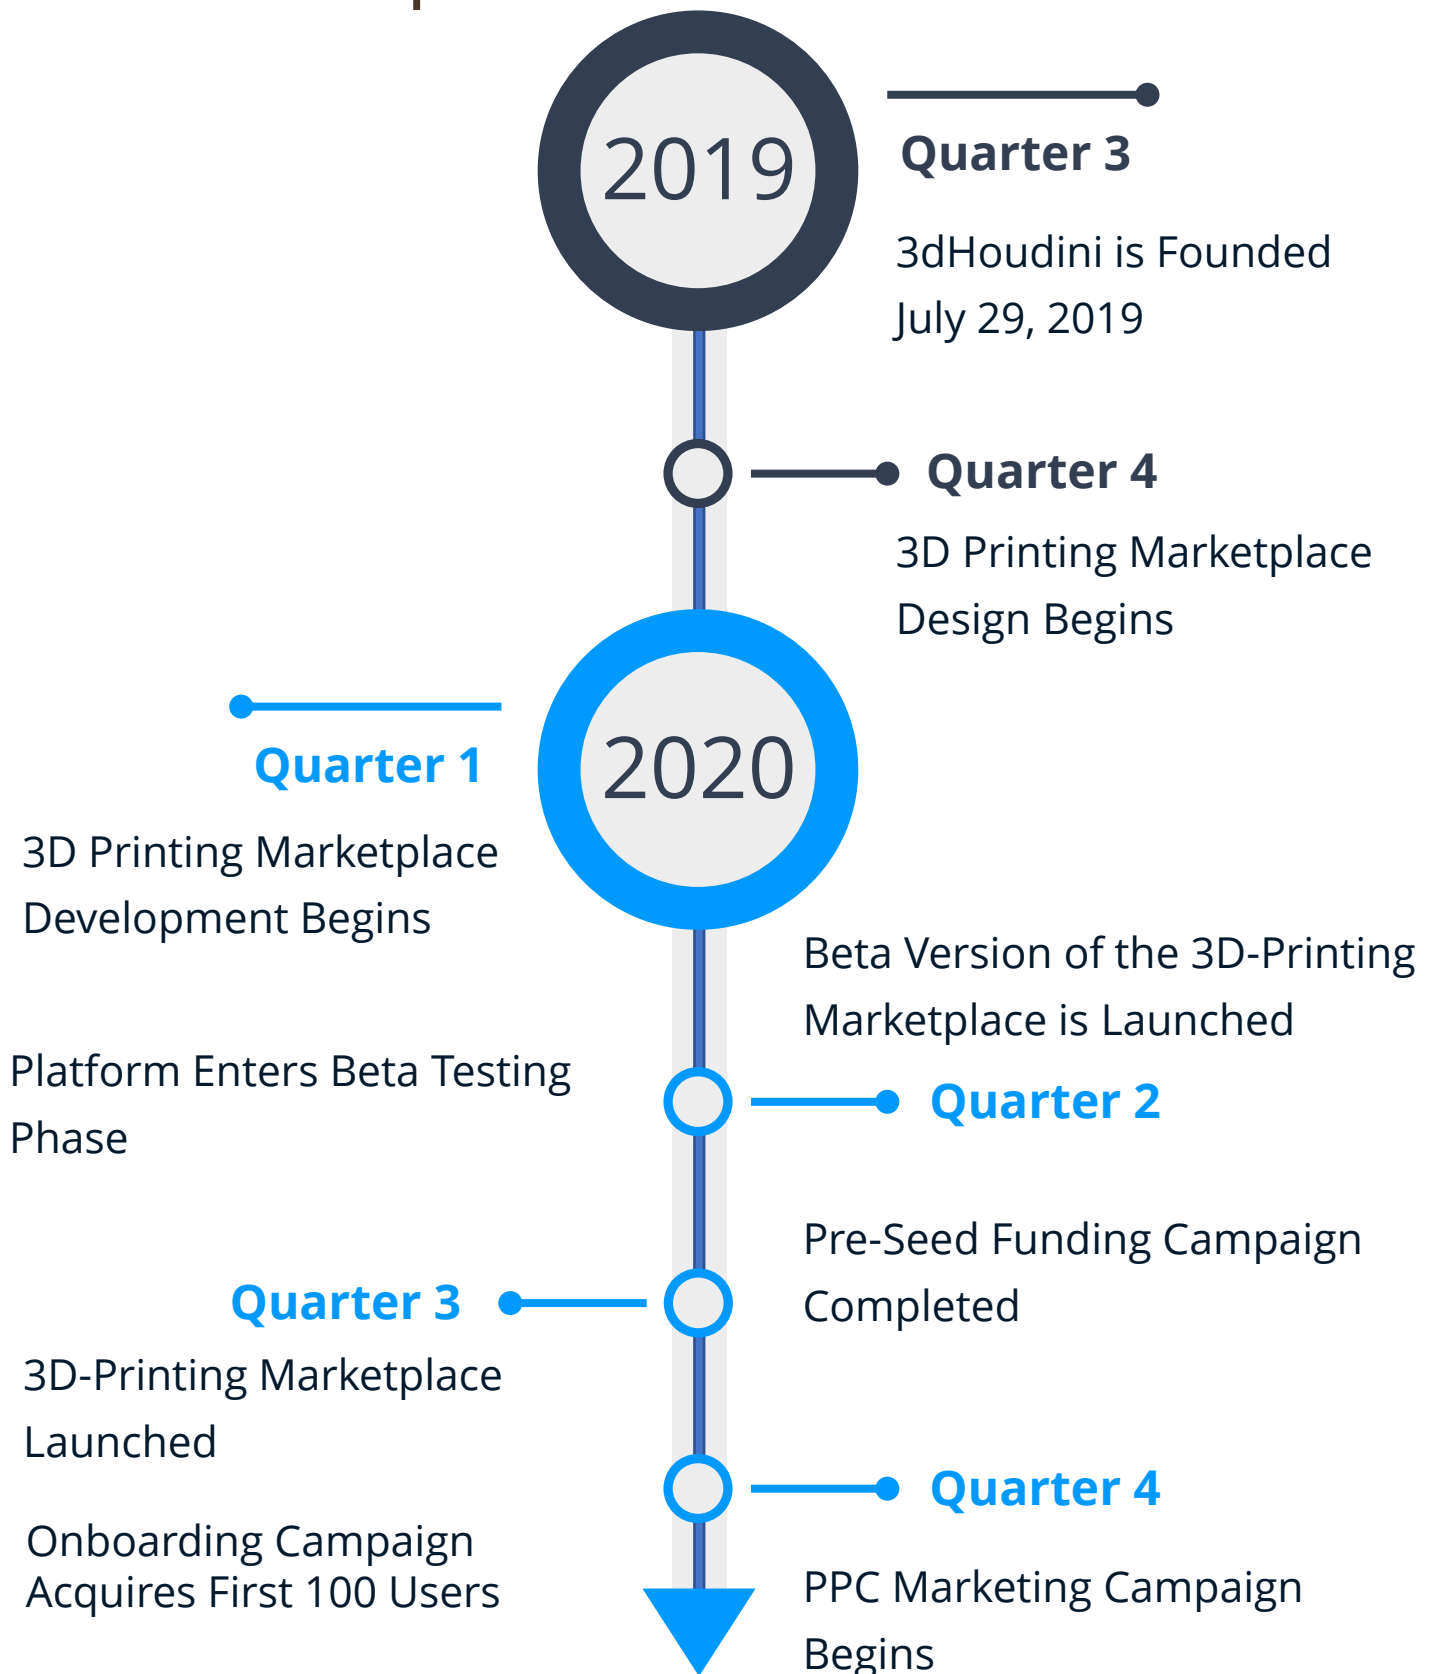 2019
Quarter 3
3dHoudini is Founded
July 29, 2019
Quarter 4
3D Printing Marketplace
Design Begins
2020
Quarter 1
3D Printing Marketplace
Development Begins
Beta Version of the 3D-Printing
Marketplace is Launched
Platform Enters Beta Testing
Phase
Quarter 2
Pre-Seed Funding Campaign
Completed
Quarter 3
3D-Printing Marketplace
Launched
Quarter 4
Onboarding Campaign
Acquires First 100 Users
PPC Marketing Campaign
Begins